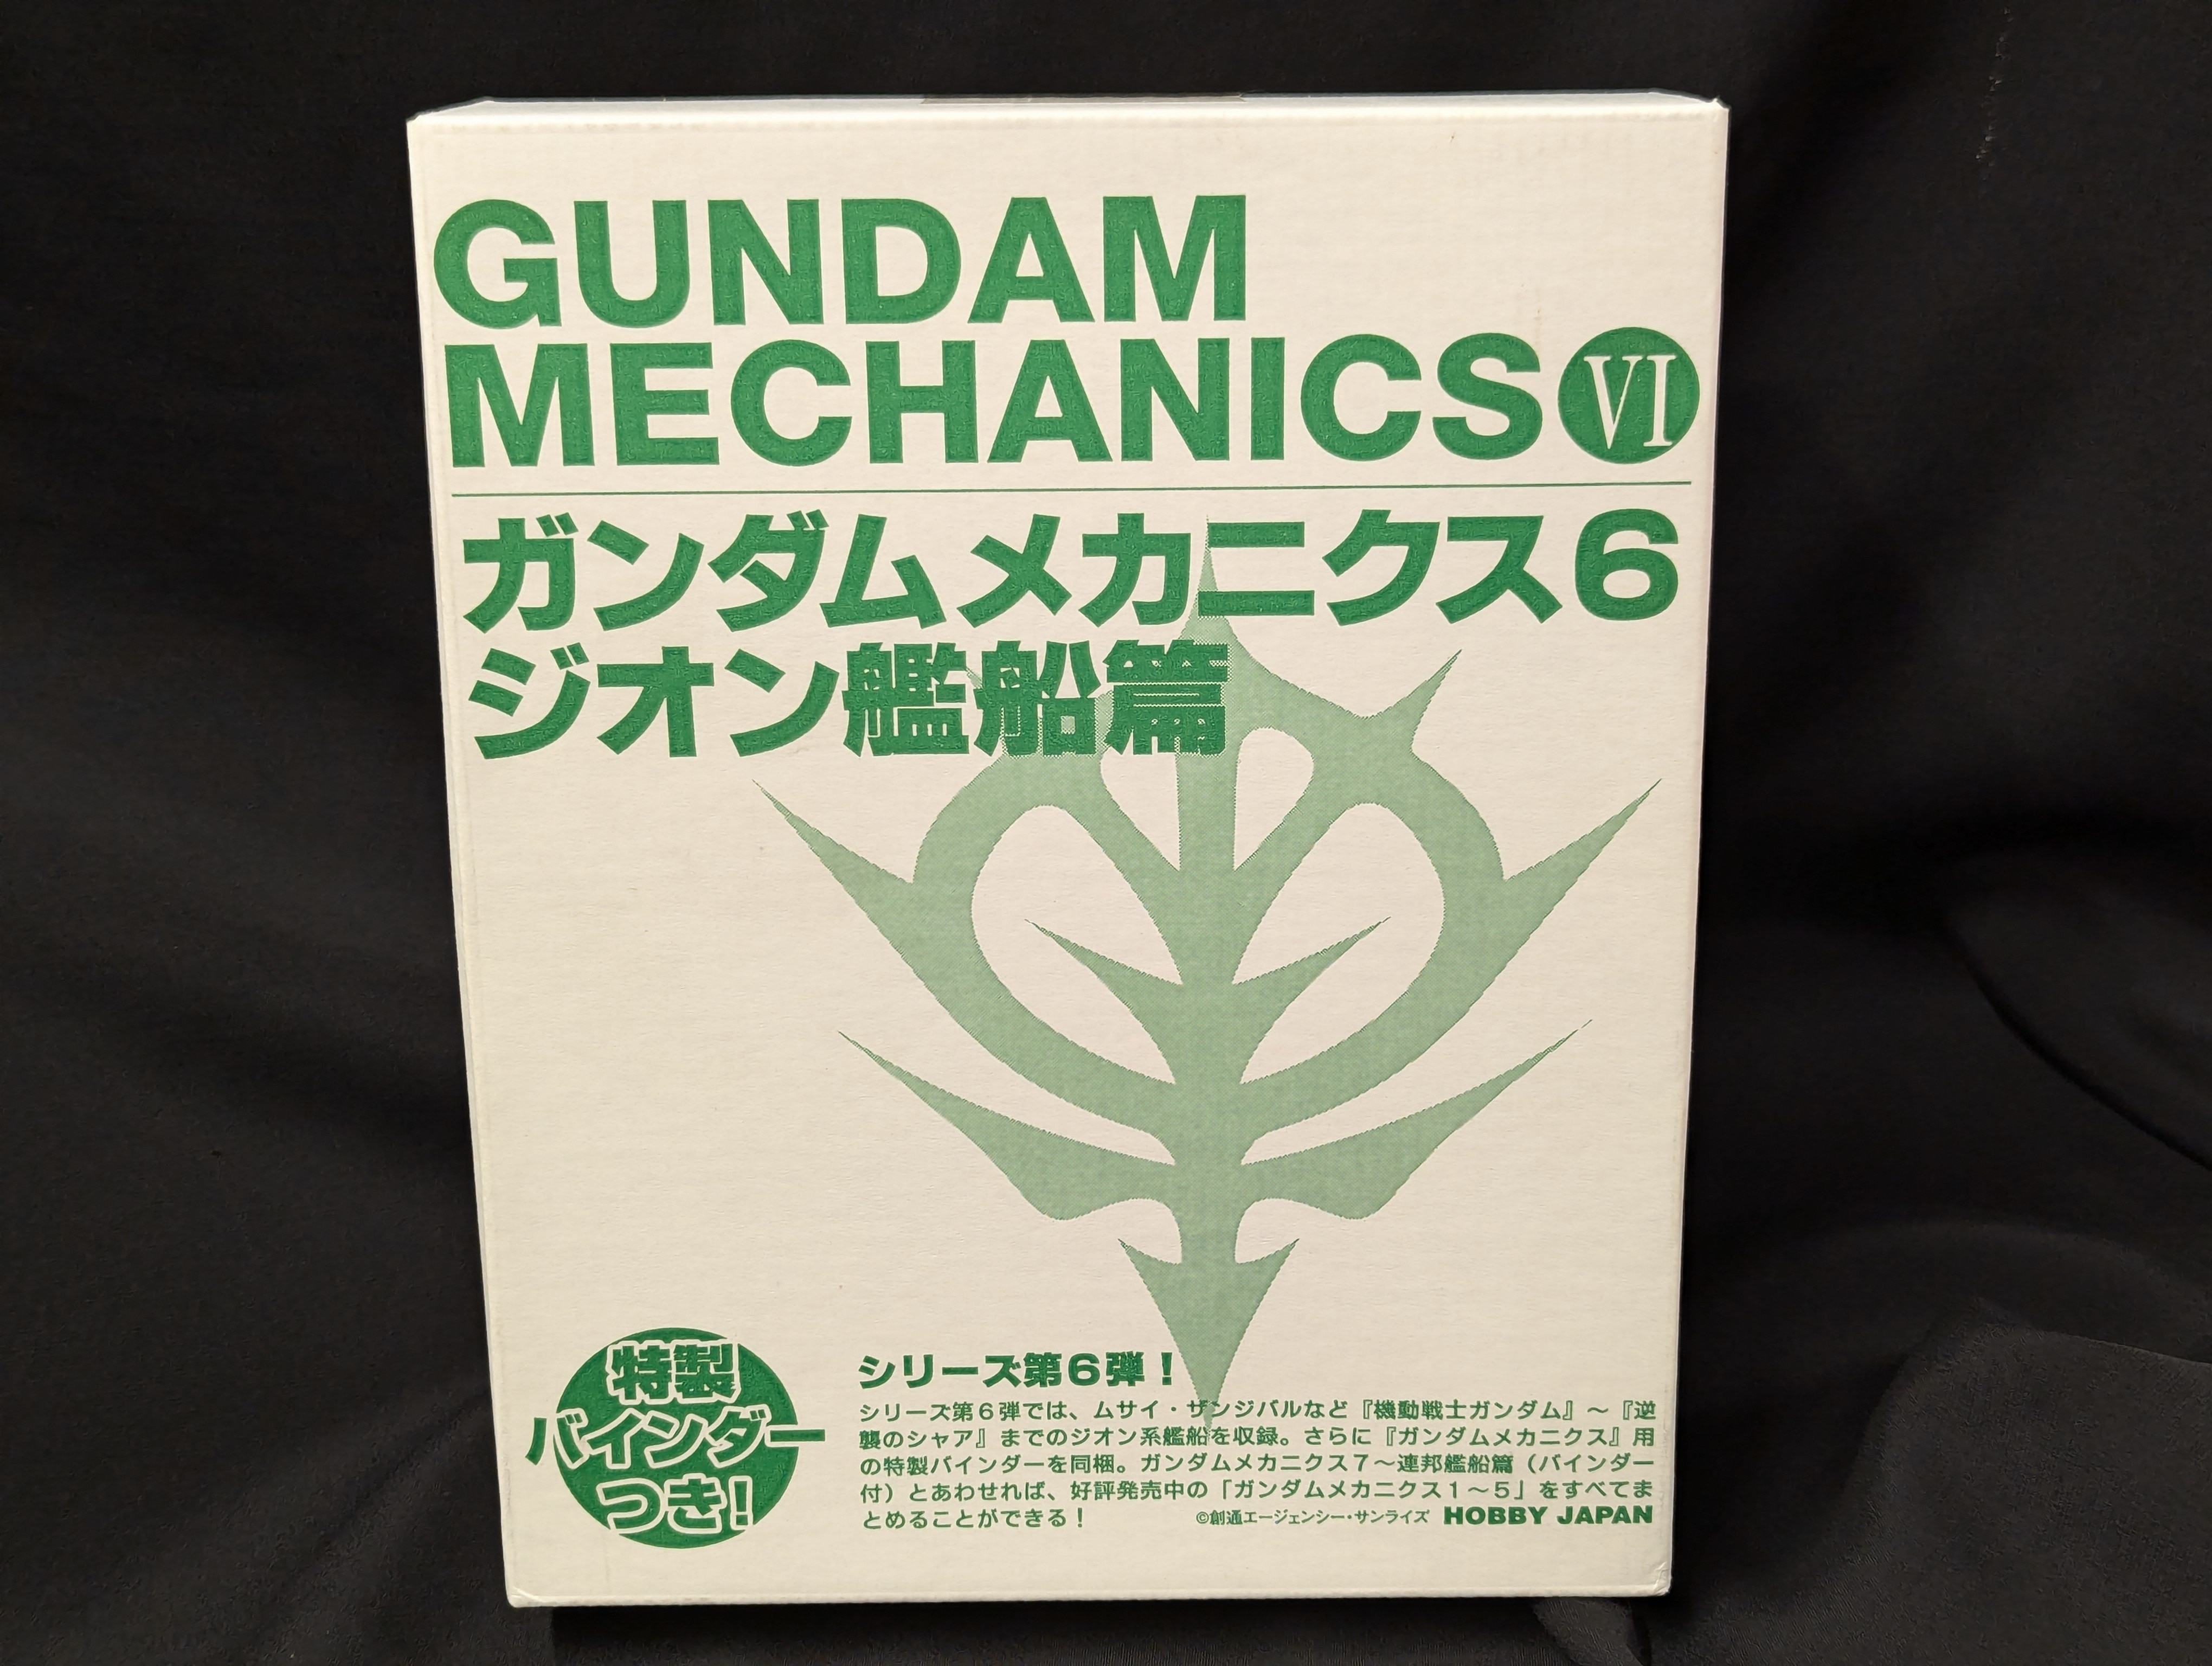 GUNDAM
MECHANICS Ⅵ
ガンダムメカニクス6
ジオン艦船篇
特製
バインダー
つき!
シリーズ第6弾!
シリーズ第6弾では、ムサイ・ザンジバルなど『機動戦士ガンダム』~『逆
襲のシャア』までのジオン系艦船を収録。さらに『ガンダムメカニクス』用
の特製バインダーを同梱。ガンダムメカニクス7~連邦艦船篇(バインダー
付)とあわせれば、好評発売中の「ガンダムメカニクス1~5」をすべてま
とめることができる!
©創通エージェンシー・サンライズ HOBBY JAPAN